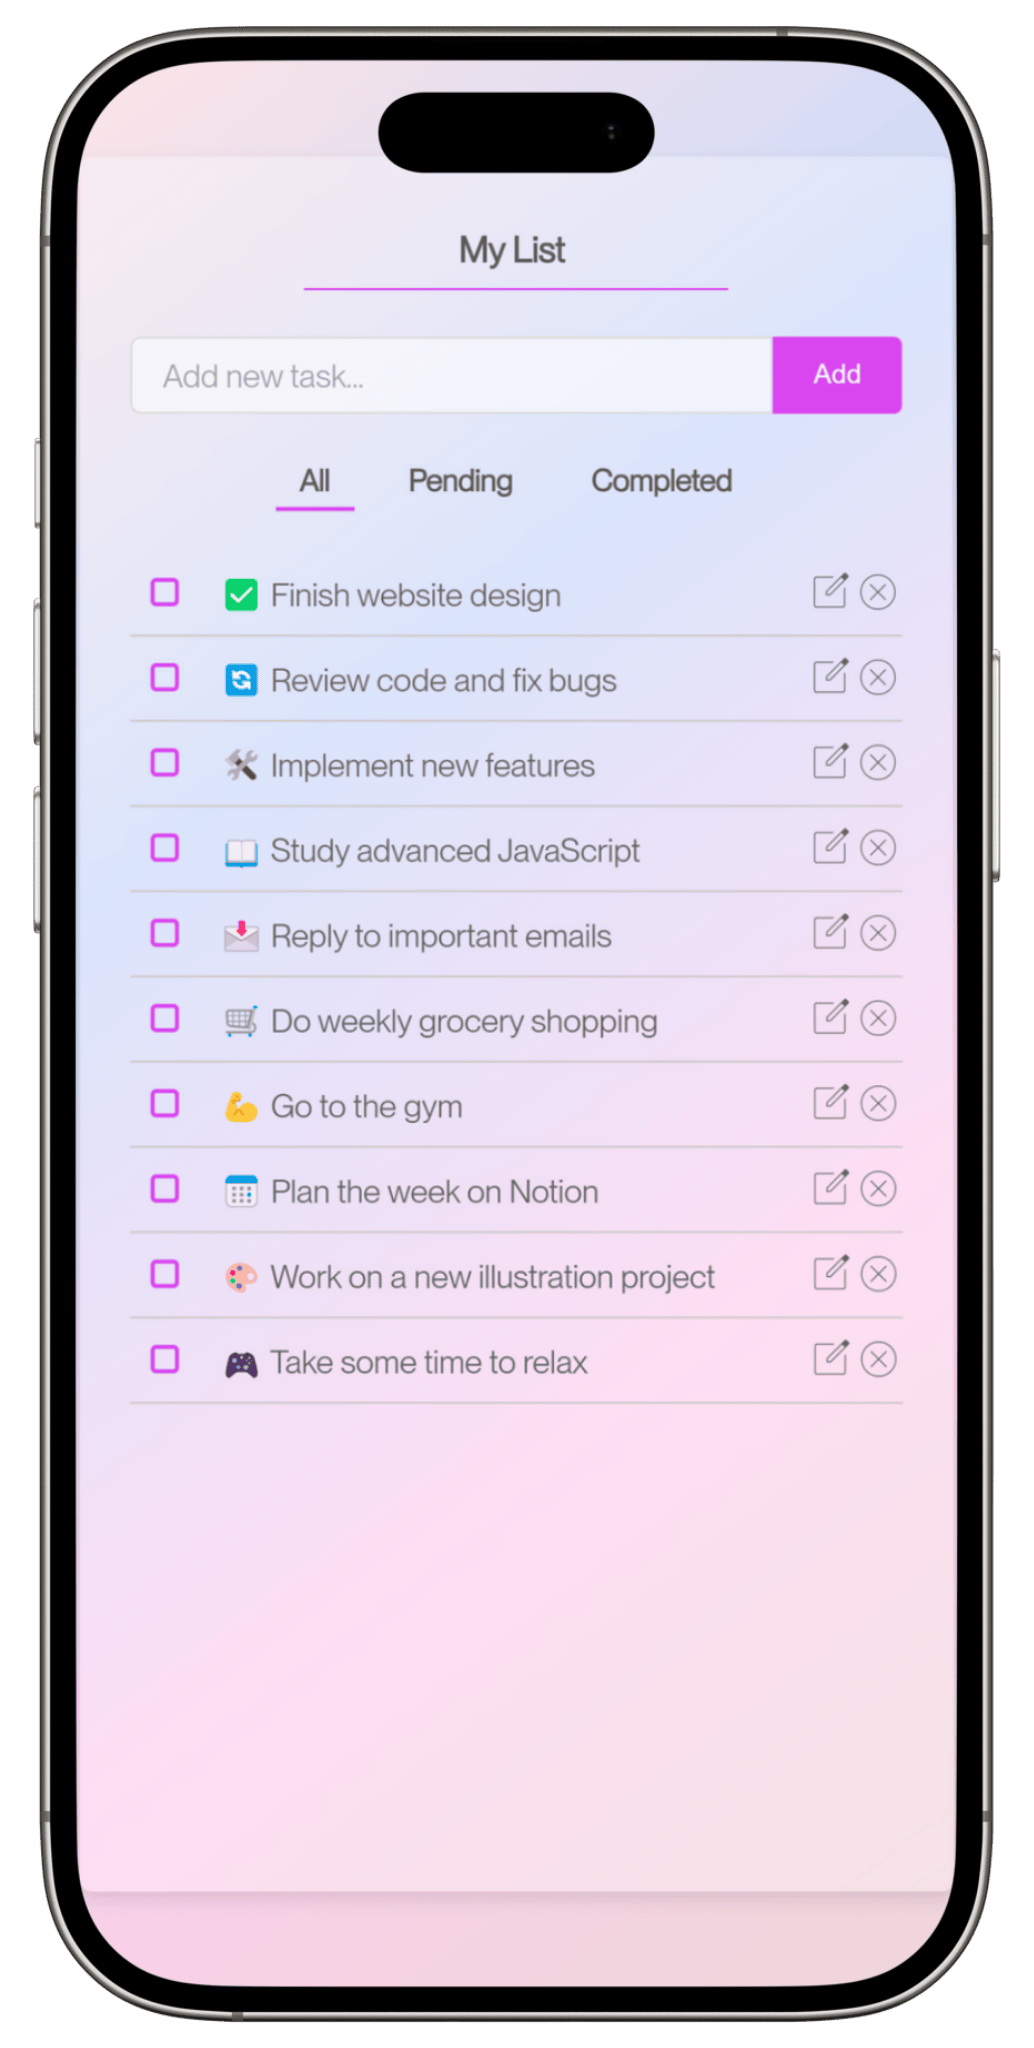 My List
Add new task...
Add
All Pending Completed
✅ Finish website design
🔄 Review code and fix bugs
🛠️ Implement new features
📖 Study advanced JavaScript
📩 Reply to important emails
🛒 Do weekly grocery shopping
💪 Go to the gym
📅 Plan the week on Notion
🎨 Work on a new illustration project
🎮 Take some time to relax